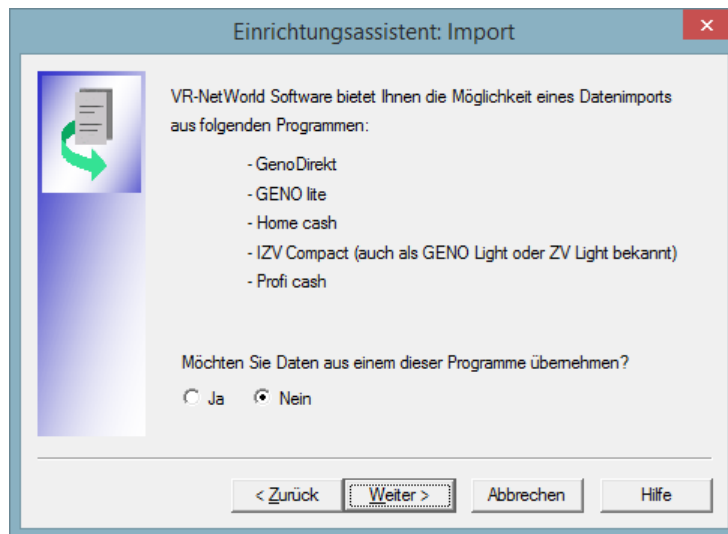 Einrichtungsassistent: Import
VR-NetWorld Software bietet Ihnen die Möglichkeit eines Datenimports
aus folgenden Programmen:
- GenoDirekt
- GENO lite
- Home cash
- IZV Compact (auch als GENO Light oder ZV Light bekannt)
- Profi cash
Möchten Sie Daten aus einem dieser Programme übernehmen?
Ja Nein
< Zurück Weiter > Abbrechen Hilfe